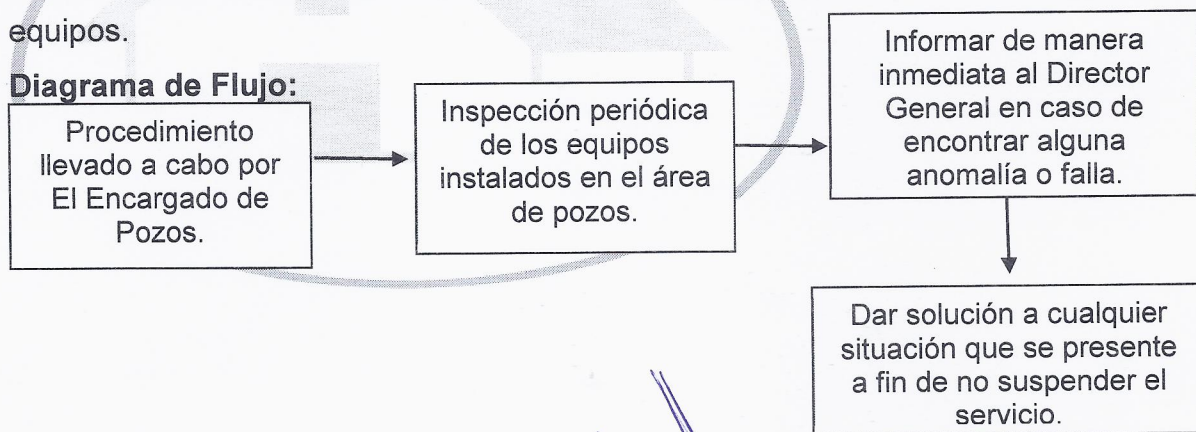 equipos.
Diagrama de Flujo:
Procedimiento
llevado a cabo por
El Encargado de
Pozos.
Inspección periódica
de los equipos
instalados en el área
de pozos.
Informar de manera
inmediata al Director
General en caso de
encontrar alguna
anomalía o falla.
Dar solución a cualquier
situación que se presente
a fin de no suspender el
servicio.